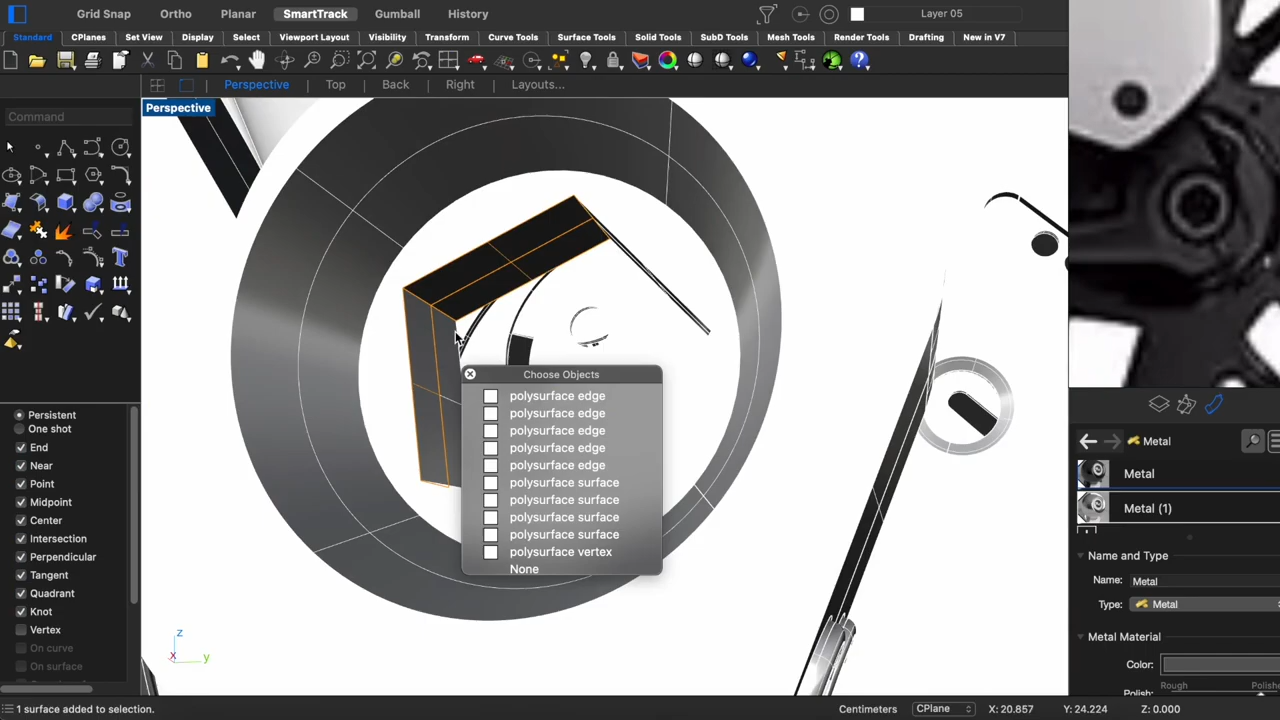 Grid Snap Ortho Planar SmartTrack Gumball History Layer 05
Standard CPlanes Set View Display Select Viewport Layout Visibility Transform Curve Tools Surface Tools Solid Tools SubD Tools Mesh Tools Render Tools Drafting New in V7
Perspective Top Back Right Layouts...
Perspective
Command
Choose Objects
polysurface edge
polysurface edge
polysurface edge
polysurface edge
polysurface edge
polysurface surface
polysurface surface
polysurface surface
polysurface surface
polysurface vertex
None
Persistent
One shot
End
Near
Point
Midpoint
Center
Intersection
Perpendicular
Tangent
Quadrant
Knot
Vertex
On curve
On surface
z
x y
Metal
Metal
Metal (1)
Name and Type
Name: Metal
Type: Metal
Metal Material
Color:
Rough
Polish:
1 surface added to selection. Centimeters CPlane X: 20.857 Y: 24.224 Z: 0.000